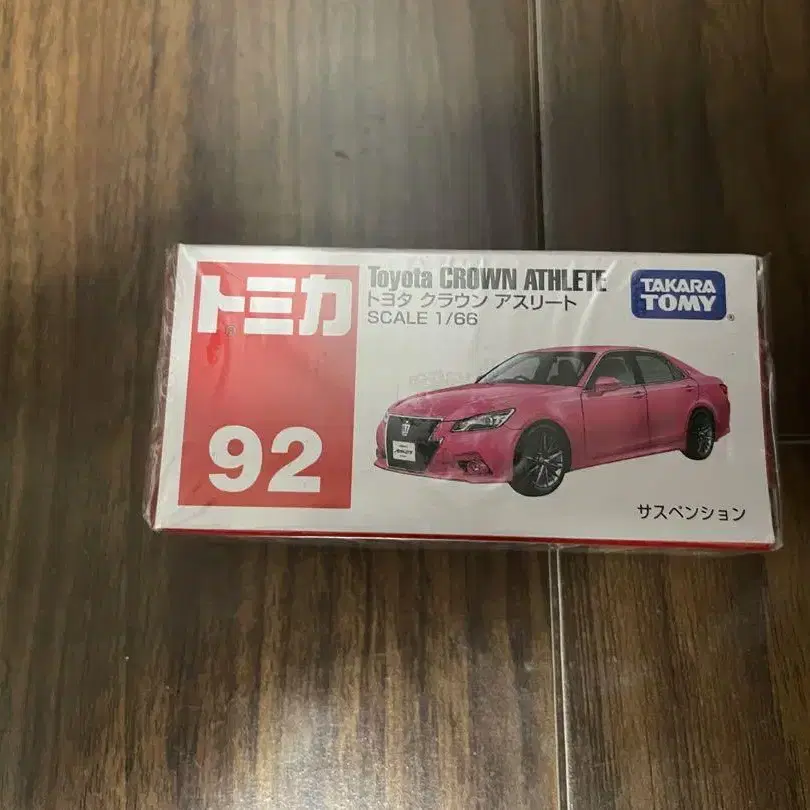 トミカ
92
Toyota CROWN ATHLETE
トヨタ クラウン アスリート
SCALE 1/66
TAKARA
TOMY
サスペンション